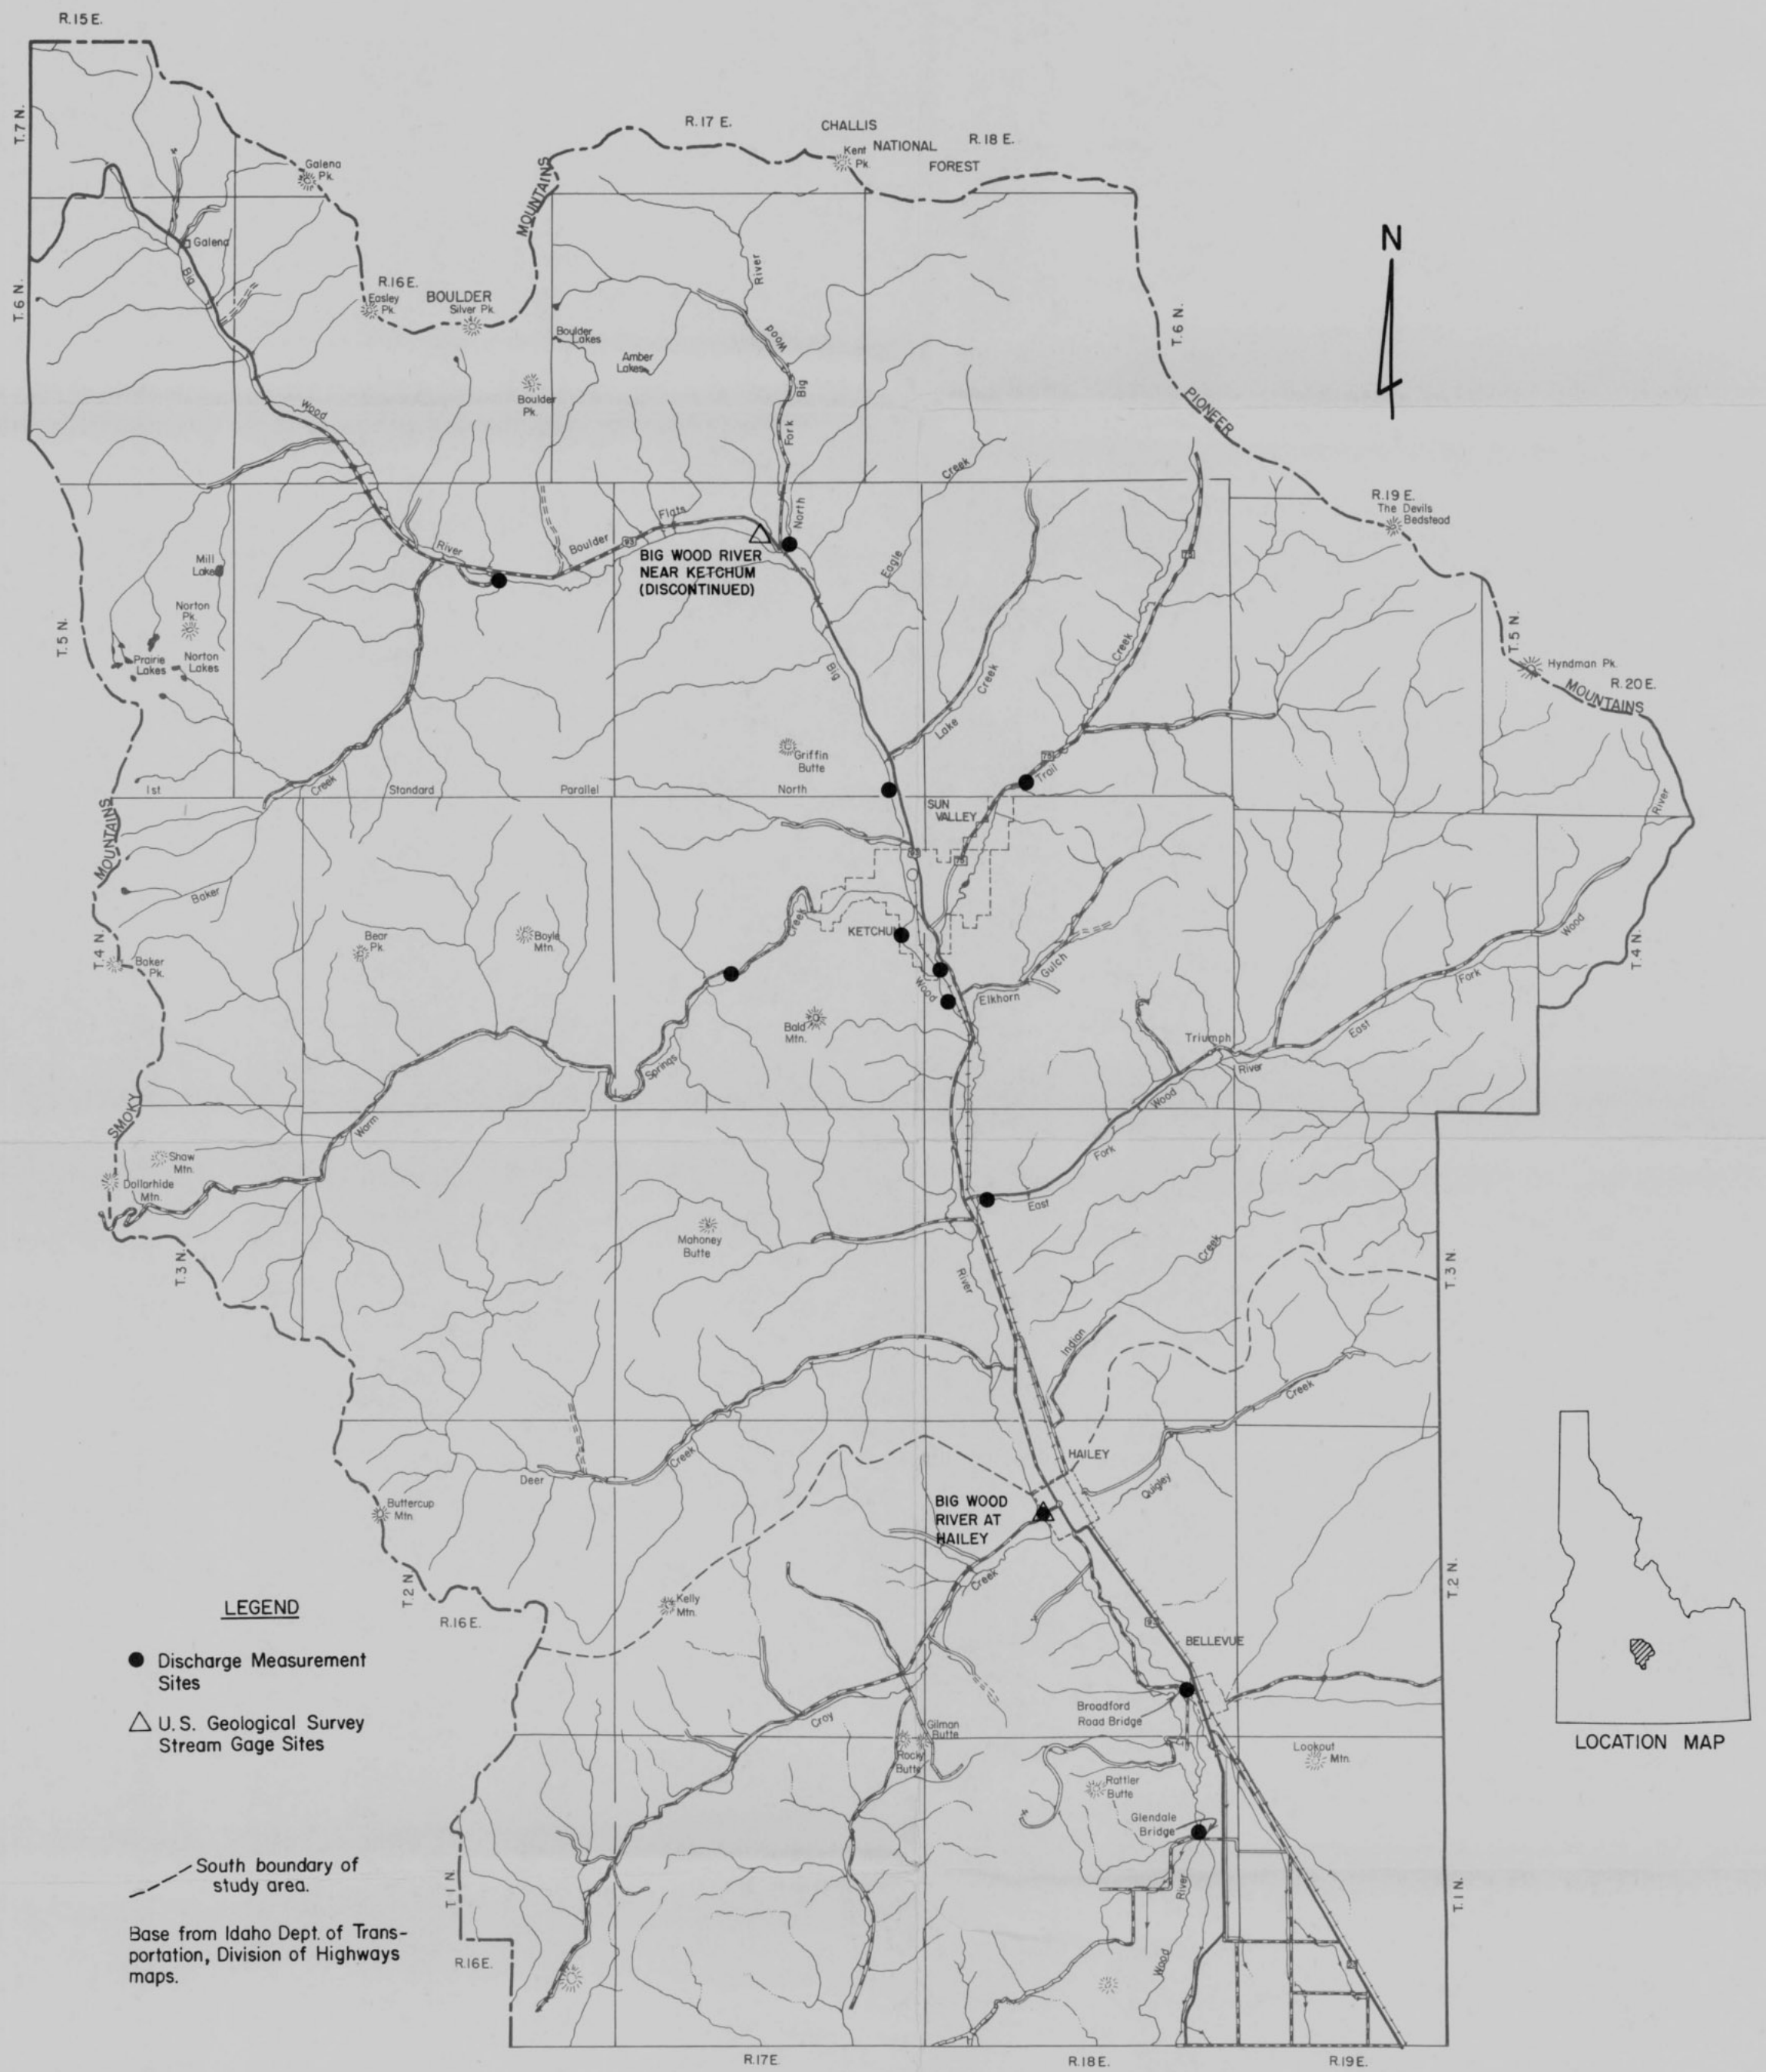 R.15 E.
T. 7 N.
R. 17 E.
CHALLIS
NATIONAL
FOREST
R. 18 E.
Kent
Pk.
Galena
Pk.
MOUNTAINS
N
Galena
Big
River
T. 6 N.
R.16 E.
Easley
Pk.
BOULDER
Silver Pk.
Boulder
Lakes
Amber
Lakes
Wood
Big
T. 6 N.
Boulder
Pk.
Wood
Fork
PIONEER
Creek
R.19 E.
The Devils
Bedstead
North
Flats
Boulder
River
93
BIG WOOD RIVER
NEAR KETCHUM
(DISCONTINUED)
Eagle
Mill
Lake
Norton
Pk.
T. 5 N.
Prairie
Lakes
Norton
Lakes
Big
Creek
Creek
T. 5 N.
Hyndman Pk.
R. 20 E.
MOUNTAINS
Lake
Griffin
Butte
75
Trail
1st
Creek
Standard
Parallel
North
SUN
VALLEY
River
MOUNTAINS
Baker
Creek
KETCHUM
Bear
Pk.
Boyle
Mtn.
T. 4 N.
Baker
Pk.
Wood
Gulch
Elkhorn
Wood
Fork
T. 4 N.
Bald
Mtn.
East
Triumph
River
Springs
Wood
SMOKY
Warm
Fork
Shaw
Mtn.
Dollarhide
Mtn.
East
Mahoney
Butte
Creek
T. 3 N.
River
T. 3 N.
Indian
Creek
HAILEY
Creek
Deer
Quigley
Buttercup
Mtn.
BIG WOOD
RIVER AT
HAILEY
Creek
T. 2 N.
T. 2 N.
Kelly
Mtn.
R.16 E.
LEGEND
Discharge Measurement
Sites
U.S. Geological Survey
Stream Gage Sites
93
BELLEVUE
Broadford
Road Bridge
Croy
Gilman
Butte
Rocky
Butte
Lookout
Mtn.
LOCATION MAP
Rattler
Butte
Glendale
Bridge
South boundary of
study area.
T. 1 N.
River
T. 1 N.
Base from Idaho Dept. of Trans-
portation, Division of Highways
maps.
R.16 E.
Wood
R.17 E.
R.18 E.
R.19 E.